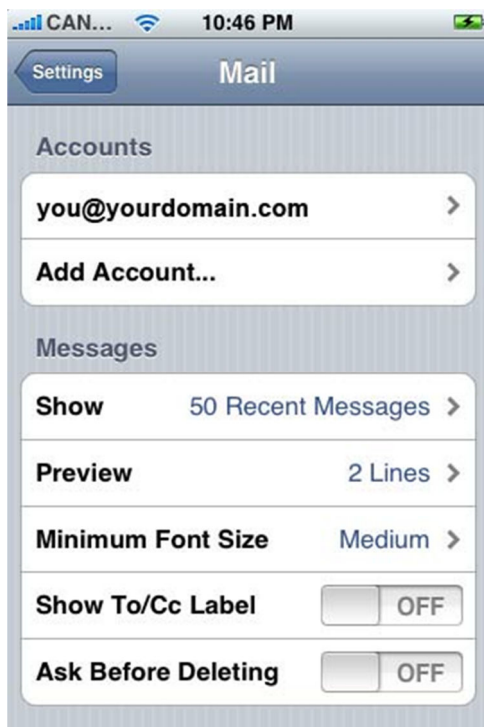 CAN... 10:46 PM
Settings Mail
Accounts
you@yourdomain.com
Add Account...
Messages
Show 50 Recent Messages
Preview 2 Lines
Minimum Font Size Medium
Show To/Cc Label OFF
Ask Before Deleting OFF